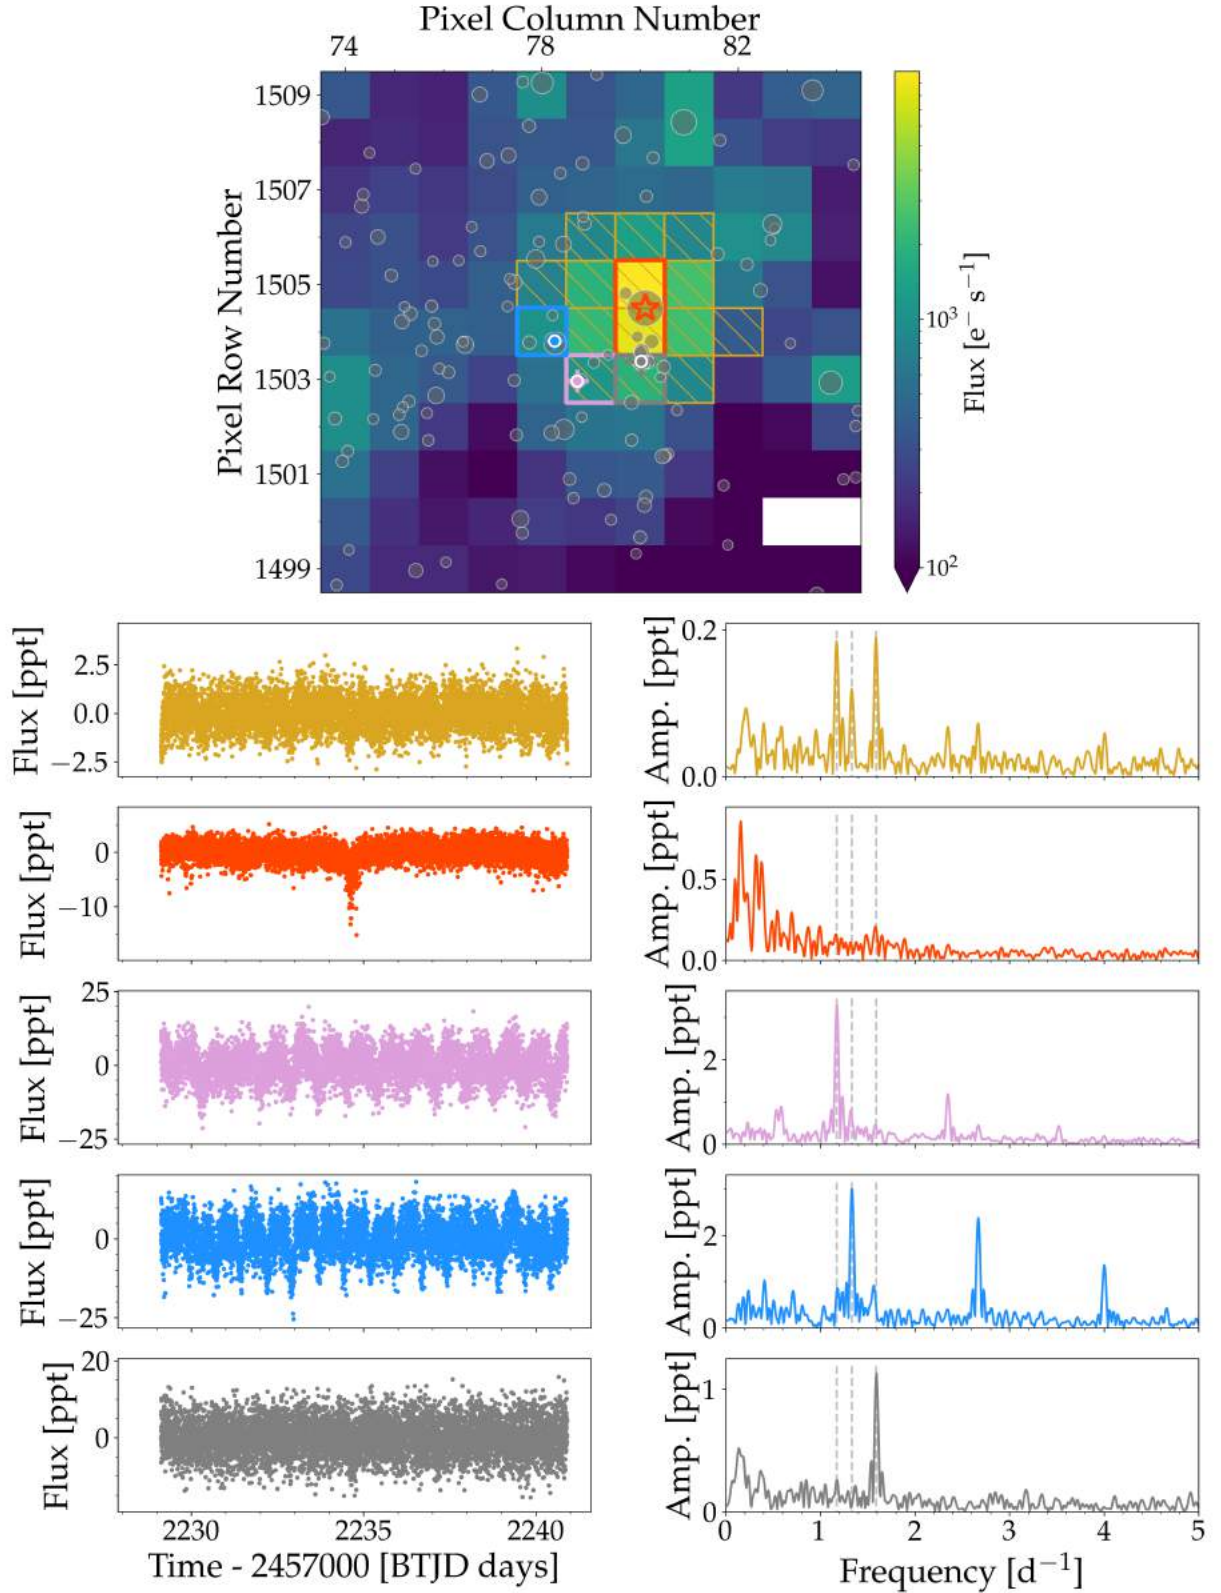 Pixel Column Number
74 78 82
Pixel Row Number
1509
1507
1505
1503
1501
1499
10³
10²
Flux [e⁻ s⁻¹]
Flux [ppt]
2.5
0.0
−2.5
Amp. [ppt]
0.2
0.0
Flux [ppt]
0
−10
Amp. [ppt]
0.5
0.0
Flux [ppt]
25
0
−25
Amp. [ppt]
2
0
Flux [ppt]
0
−25
Amp. [ppt]
2
0
Flux [ppt]
20
0
Amp. [ppt]
1
0
2230 2235 2240
Time - 2457000 [BTJD days]
0 1 2 3 4 5
Frequency [d⁻¹]